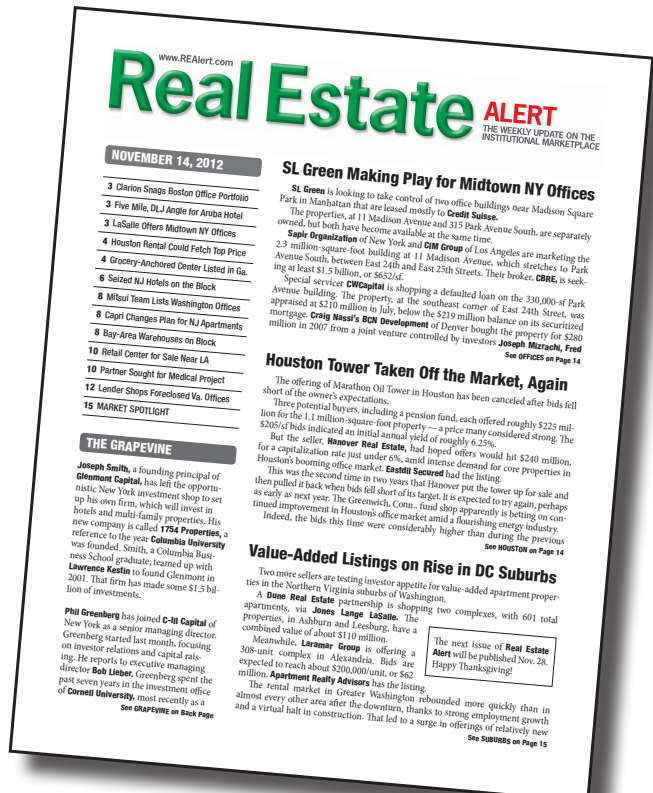 www.REAlert.com
Real Estate ALERT
THE WEEKLY UPDATE ON THE
INSTITUTIONAL MARKETPLACE
NOVEMBER 14, 2012
3 Clarion Snags Boston Office Portfolio
3 Five Mile, DLJ Angle for Aruba Hotel
3 LaSalle Offers Midtown NY Offices
4 Houston Rental Could Fetch Top Price
4 Grocery-Anchored Center Listed in Ga.
6 Seized NJ Hotels on the Block
8 Mitsui Team Lists Washington Offices
8 Capri Changes Plan for NJ Apartments
8 Bay-Area Warehouses on Block
10 Retail Center for Sale Near LA
10 Partner Sought for Medical Project
12 Lender Shops Foreclosed Va. Offices
15 MARKET SPOTLIGHT
THE GRAPEVINE
Joseph Smith, a founding principal of
Glenmont Capital, has left the opportu-
nistic New York investment shop to set
up his own firm, which will invest in
hotels and multi-family properties. His
new company is called 1754 Properties, a
reference to the year Columbia University
was founded. Smith, a Columbia Busi-
ness School graduate, teamed up with
Lawrence Kestin to found Glenmont in
2001. That firm has made some $1.5 bil-
lion of investments.
Phil Greenberg has joined C-III Capital of
New York as a senior managing director.
Greenberg started last month, focusing
on investor relations and capital rais-
ing. He reports to executive managing
director Bob Lieber. Greenberg spent the
past seven years in the investment office
of Cornell University, most recently as a
See GRAPEVINE on Back Page
SL Green Making Play for Midtown NY Offices
SL Green is looking to take control of two office buildings near Madison Square
Park in Manhattan that are leased mostly to Credit Suisse.
The properties, at 11 Madison Avenue and 315 Park Avenue South, are separately
owned, but both have become available at the same time.
Sapir Organization of New York and CIM Group of Los Angeles are marketing the
2.3 million-square-foot building at 11 Madison Avenue, which stretches to Park
Avenue South, between East 24th and East 25th Streets. Their broker, CBRE, is seek-
ing at least $1.5 billion, or $652/sf.
Special servicer CWCapital is shopping a defaulted loan on the 330,000-sf Park
Avenue building. The property, at the southeast corner of East 24th Street, was
appraised at $210 million in July, below the $219 million balance on its securitized
mortgage. Craig Nassi's BCN Development of Denver bought the property for $280
million in 2007 from a joint venture controlled by investors Joseph Mizrachi, Fred
See OFFICES on Page 14
Houston Tower Taken Off the Market, Again
The offering of Marathon Oil Tower in Houston has been canceled after bids fell
short of the owner's expectations.
Three potential buyers, including a pension fund, each offered roughly $225 mil-
lion for the 1.1 million-square-foot property — a price many considered strong. The
$205/sf bids indicated an initial annual yield of roughly 6.25%.
But the seller, Hanover Real Estate, had hoped offers would hit $240 million,
for a capitalization rate just under 6%, amid intense demand for core properties in
Houston's booming office market. Eastdil Secured had the listing.
This was the second time in two years that Hanover put the tower up for sale and
then pulled it back when bids fell short of its target. It is expected to try again, perhaps
as early as next year. The Greenwich, Conn., fund shop apparently is betting on con-
tinued improvement in Houston's office market amid a flourishing energy industry.
Indeed, the bids this time were considerably higher than during the previous
See HOUSTON on Page 14
Value-Added Listings on Rise in DC Suburbs
Two more sellers are testing investor appetite for value-added apartment proper-
ties in the Northern Virginia suburbs of Washington.
A Dune Real Estate partnership is shopping two complexes, with 601 total
apartments, via Jones Lange LaSalle. The
properties, in Ashburn and Leesburg, have a
combined value of about $110 million.
Meanwhile, Laramar Group is offering a
308-unit complex in Alexandria. Bids are
expected to reach about $200,000/unit, or $62
million. Apartment Realty Advisors has the listing.
The rental market in Greater Washington rebounded more quickly than in
almost every other area after the downturn, thanks to strong employment growth
and a virtual halt in construction. That led to a surge in offerings of relatively new
See SUBURBS on Page 15
The next issue of Real Estate
Alert will be published Nov. 28.
Happy Thanksgiving!